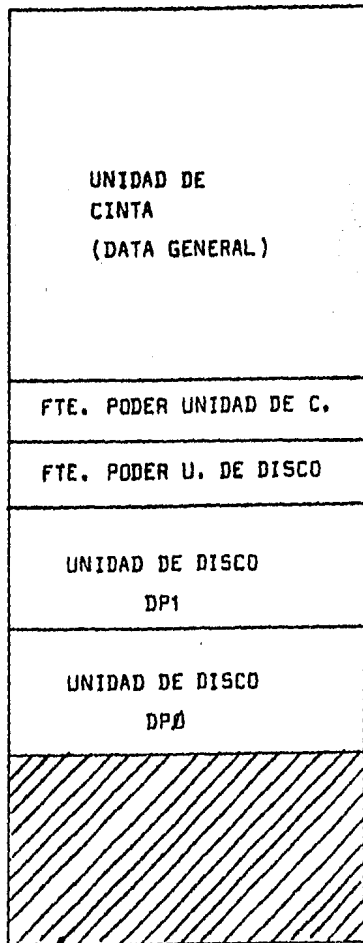 UNIDAD DE
CINTA
(DATA GENERAL)
FTE. PODER UNIDAD DE C.
FTE. PODER U. DE DISCO
UNIDAD DE DISCO
DP1
UNIDAD DE DISCO
DPØ